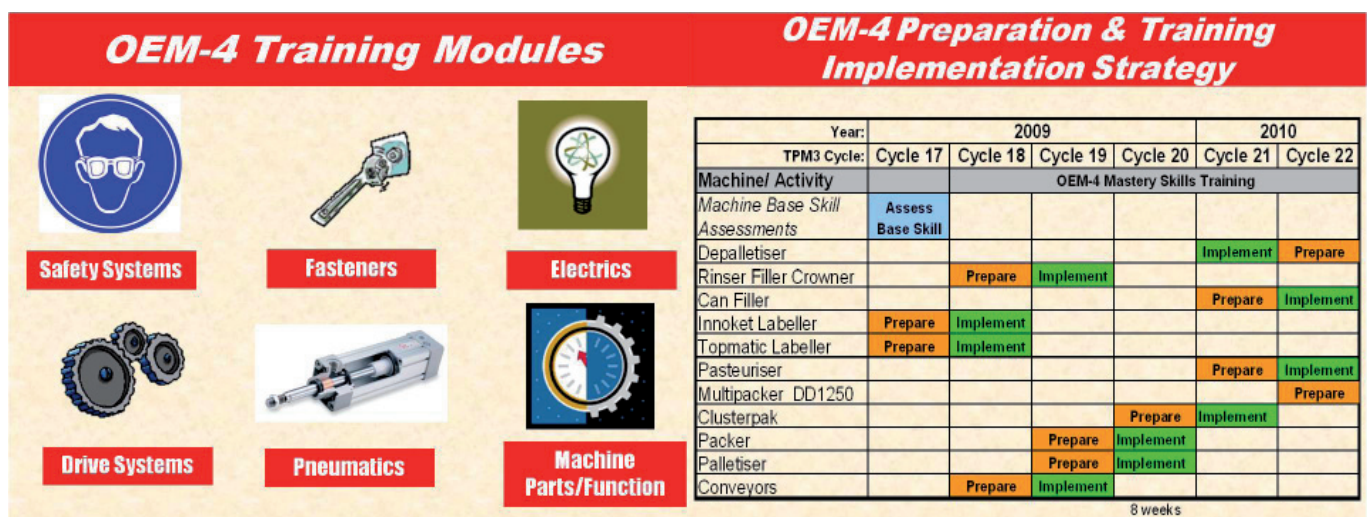 OEM-4 Training Modules
Safety Systems
Fasteners
Electrics
Drive Systems
Pneumatics
Machine
Parts/Function
OEM-4 Preparation & Training
Implementation Strategy
Year: 2009 2010
TPM3 Cycle: Cycle 17 Cycle 18 Cycle 19 Cycle 20 Cycle 21 Cycle 22
Machine/ Activity OEM-4 Mastery Skills Training
Machine Base Skill Assess
Assessments Base Skill
Depalletiser Implement Prepare
Rinser Filler Crowner Prepare Implement
Can Filler Prepare Implement
Innoket Labeller Prepare Implement
Topmatic Labeller Prepare Implement
Pasteuriser Prepare Implement
Multipacker DD1250 Prepare
Clusterpak Prepare Implement
Packer Prepare Implement
Palletiser Prepare Implement
Conveyors Prepare Implement
8 weeks